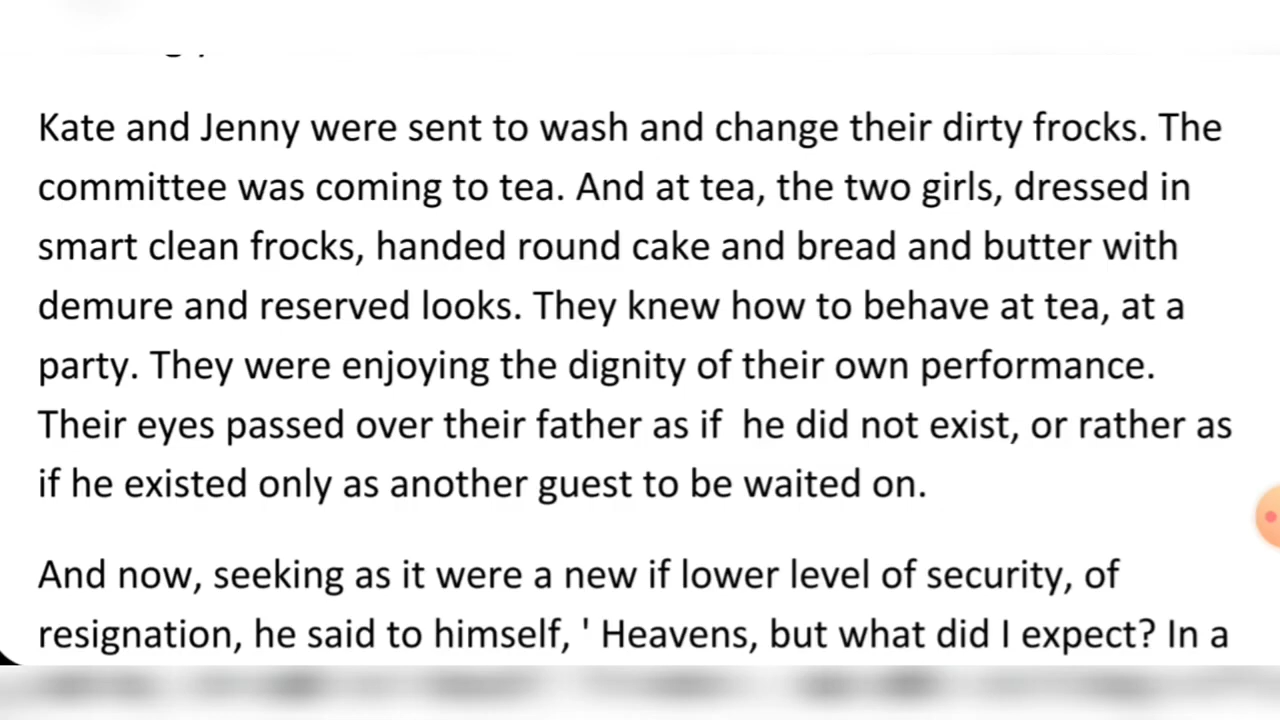 Kate and Jenny were sent to wash and change their dirty frocks. The
committee was coming to tea. And at tea, the two girls, dressed in
smart clean frocks, handed round cake and bread and butter with
demure and reserved looks. They knew how to behave at tea, at a
party. They were enjoying the dignity of their own performance.
Their eyes passed over their father as if  he did not exist, or rather as
if he existed only as another guest to be waited on.
And now, seeking as it were a new if lower level of security, of
resignation, he said to himself, ' Heavens, but what did I expect? In a